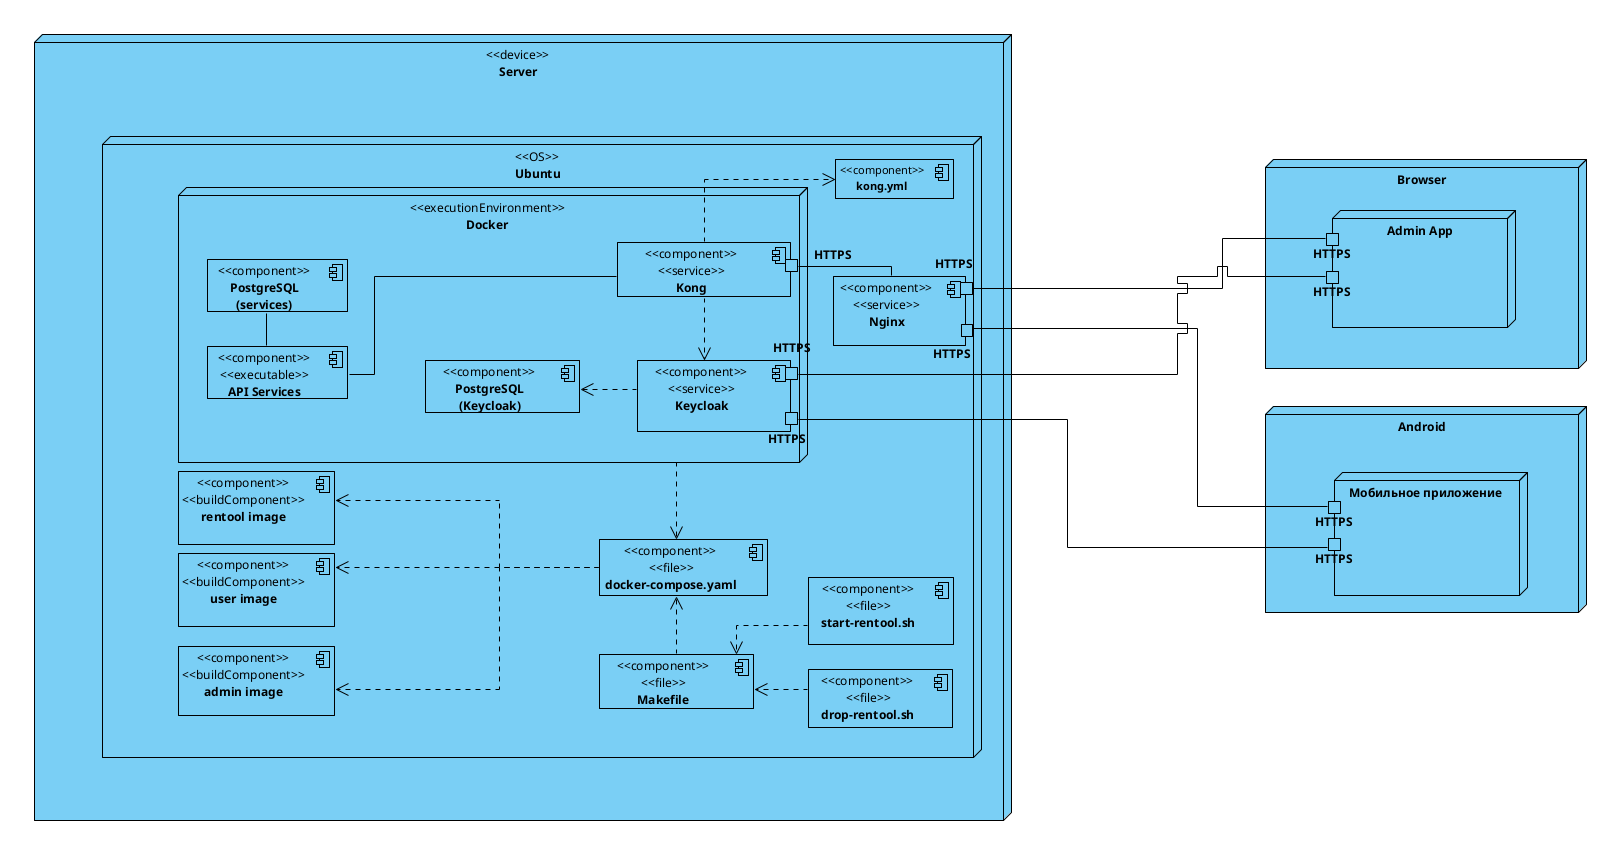 <<device>>
Server
<<OS>>
Ubuntu
<<component>>
kong.yml
<<executionEnvironment>>
Docker
<<component>>
<<service>>
Kong
HTTPS
<<component>>
PostgreSQL
(services)
<<component>>
<<executable>>
API Services
<<component>>
PostgreSQL
(Keycloak)
<<component>>
<<service>>
Keycloak
HTTPS
HTTPS
HTTPS
<<component>>
<<service>>
Nginx
HTTPS
<<component>>
<<buildComponent>>
rentool image
<<component>>
<<buildComponent>>
user image
<<component>>
<<buildComponent>>
admin image
<<component>>
<<file>>
docker-compose.yaml
<<component>>
<<file>>
Makefile
<<component>>
<<file>>
start-rentool.sh
<<component>>
<<file>>
drop-rentool.sh
Browser
Admin App
HTTPS
HTTPS
Android
Мобильное приложение
HTTPS
HTTPS